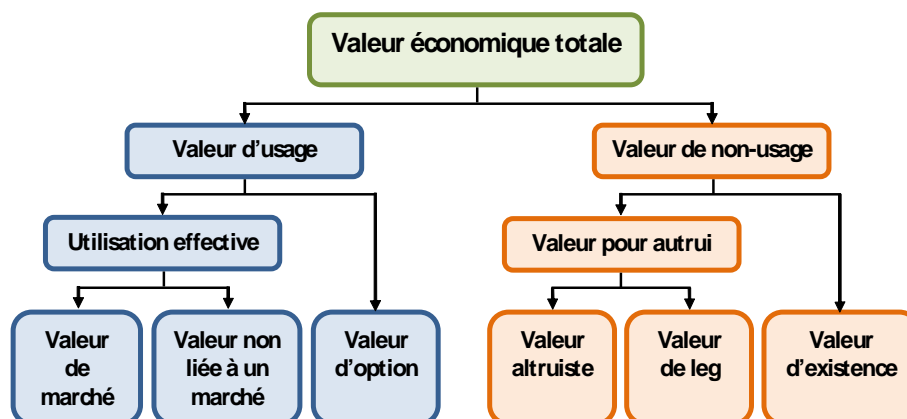 Valeur économique totale
Valeur d'usage
Valeur de non-usage
Utilisation effective
Valeur pour autrui
Valeur
de
marché
Valeur non
liée à un
marché
Valeur
d'option
Valeur
altruiste
Valeur
de leg
Valeur
d'existence